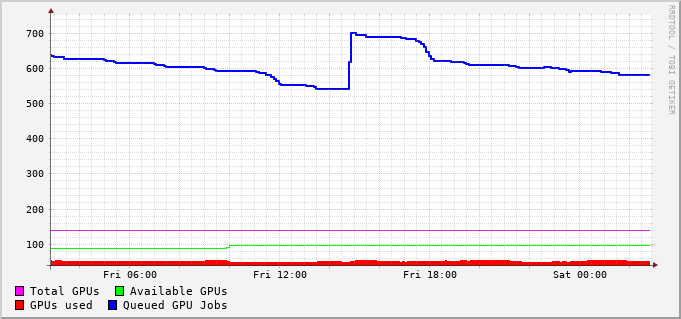 RRDTOOL / TOBI OETIKER
700
600
500
400
300
200
100
Fri 06:00 Fri 12:00 Fri 18:00 Sat 00:00
Total GPUs Available GPUs
GPUs used Queued GPU Jobs